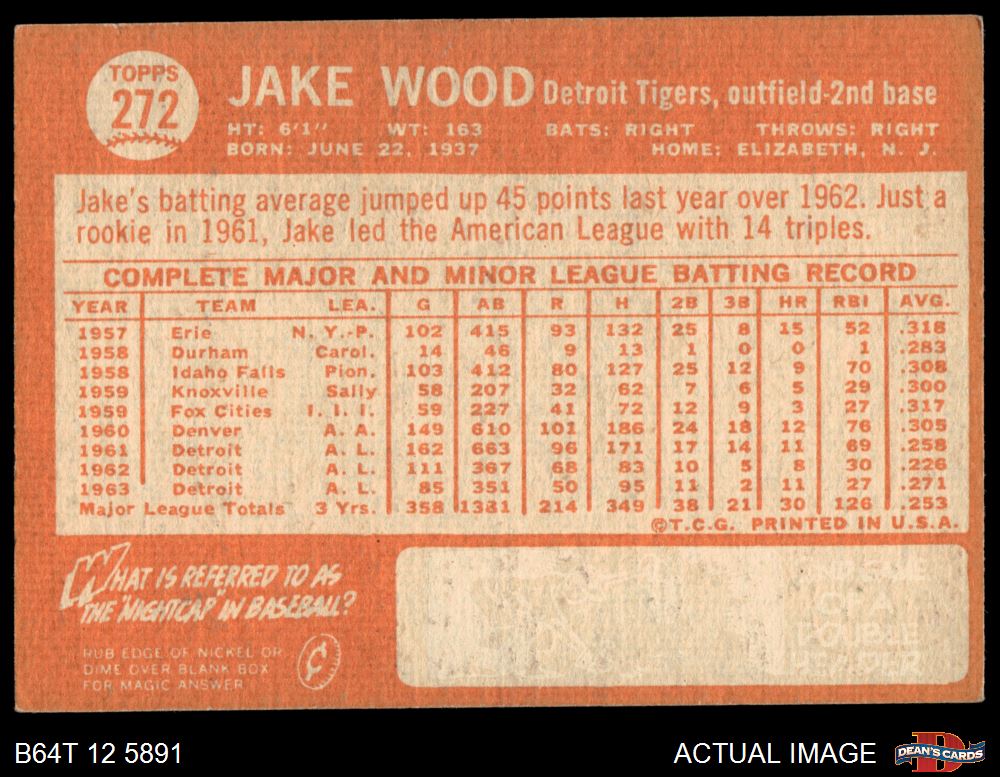 TOPPS
272
JAKE WOOD Detroit Tigers, outfield-2nd base
HT: 6'1" WT: 163 BATS: RIGHT THROWS: RIGHT
BORN: JUNE 22, 1937 HOME: ELIZABETH, N. J.
Jake's batting average jumped up 45 points last year over 1962. Just a
rookie in 1961, Jake led the American League with 14 triples.
COMPLETE MAJOR AND MINOR LEAGUE BATTING RECORD
YEAR TEAM LEA. G AB R H 2B 3B HR RBI AVG.
1957 Erie N. Y.-P. 102 415 93 132 25 8 15 52 .318
1958 Durham Carol. 14 46 9 13 1 0 0 1 .283
1958 Idaho Falls Pion. 103 412 80 127 25 12 9 70 .308
1959 Knoxville Sally 58 207 32 62 7 6 5 29 .300
1959 Fox Cities I. I. I. 59 227 41 72 12 9 3 27 .317
1960 Denver A. A. 149 610 101 186 24 18 12 76 .305
1961 Detroit A. L. 162 663 96 171 17 14 11 69 .258
1962 Detroit A. L. 111 367 68 83 10 5 8 30 .226
1963 Detroit A. L. 85 351 50 95 11 2 11 27 .271
Major League Totals 3 Yrs. 358 1381 214 349 38 21 30 126 .253
©T.C.G. PRINTED IN U.S.A.
WHAT IS REFERRED TO AS
THE "NIGHTCAP" IN BASEBALL?
RUB EDGE OF NICKEL OR
DIME OVER BLANK BOX
FOR MAGIC ANSWER
¢
OF A
DOUBLE
HEADER
B64T 12 5891 ACTUAL IMAGE
D
DEAN'S CARDS